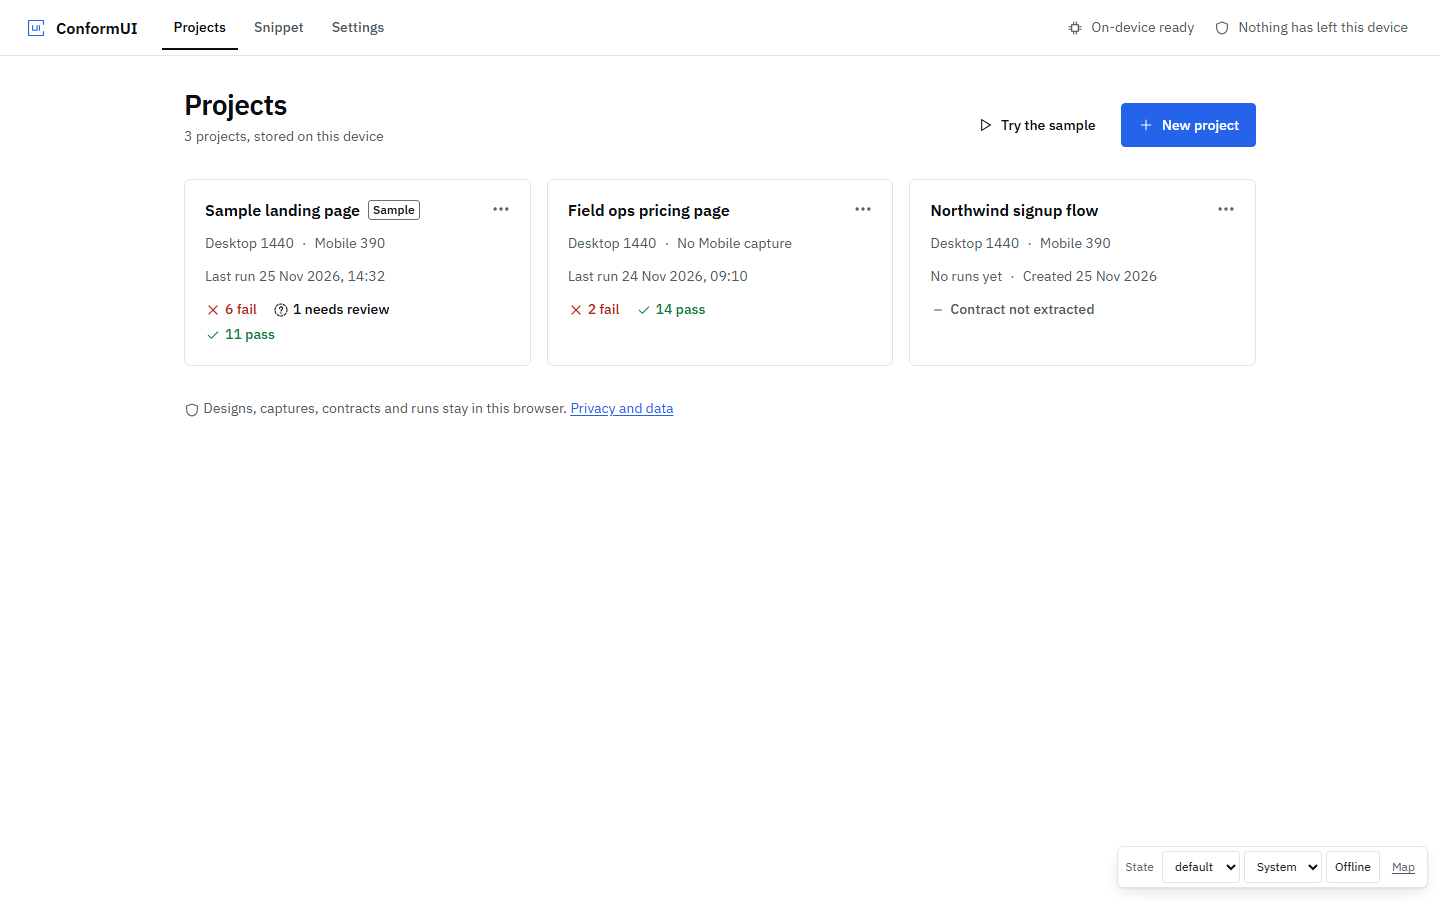 UI ConformUI Projects Snippet Settings On-device ready Nothing has left this device
Projects
3 projects, stored on this device
Try the sample
New project
Sample landing page Sample
Desktop 1440 · Mobile 390
Last run 25 Nov 2026, 14:32
6 fail 1 needs review
11 pass
Field ops pricing page
Desktop 1440 · No Mobile capture
Last run 24 Nov 2026, 09:10
2 fail 14 pass
Northwind signup flow
Desktop 1440 · Mobile 390
No runs yet · Created 25 Nov 2026
Contract not extracted
Designs, captures, contracts and runs stay in this browser. Privacy and data
State default System Offline Map